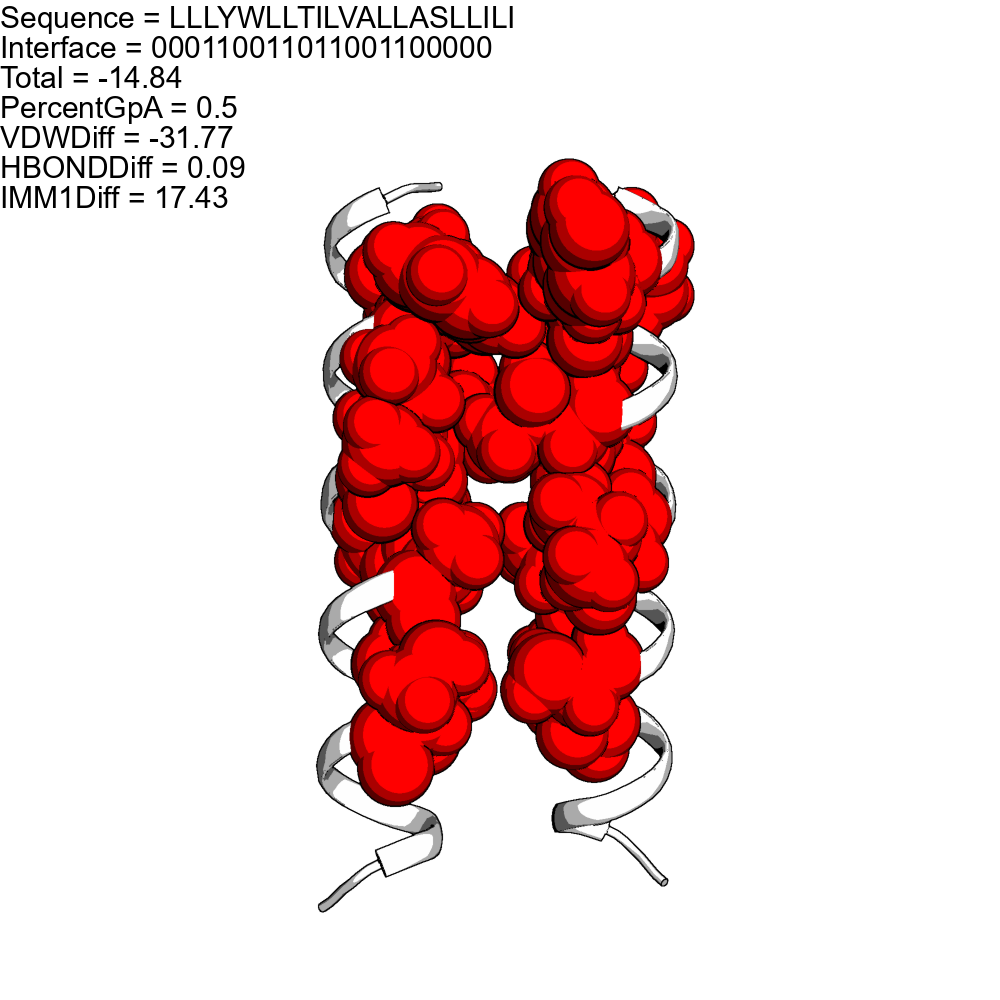 Sequence = LLLYWLLTILVALLASLLILI
Interface = 000110011011001100000
Total = -14.84
PercentGpA = 0.5
VDWDiff = -31.77
HBONDDiff = 0.09
IMM1Diff = 17.43